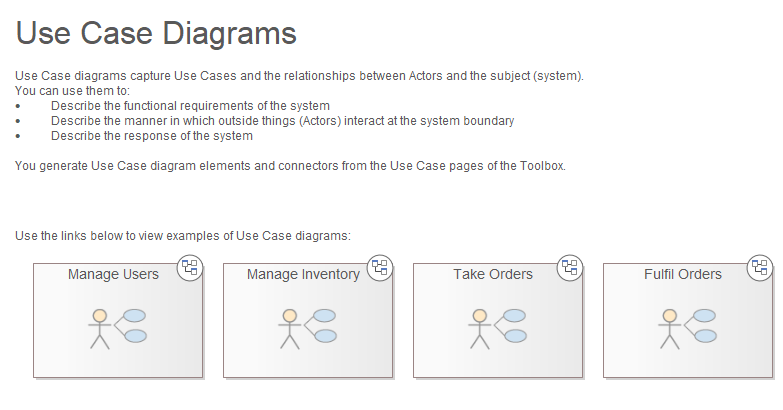 Use Case Diagrams
Use Case diagrams capture Use Cases and the relationships between Actors and the subject (system).
You can use them to:
• Describe the functional requirements of the system
• Describe the manner in which outside things (Actors) interact at the system boundary
• Describe the response of the system
You generate Use Case diagram elements and connectors from the Use Case pages of the Toolbox.
Use the links below to view examples of Use Case diagrams:
Manage Users
Manage Inventory
Take Orders
Fulfil Orders